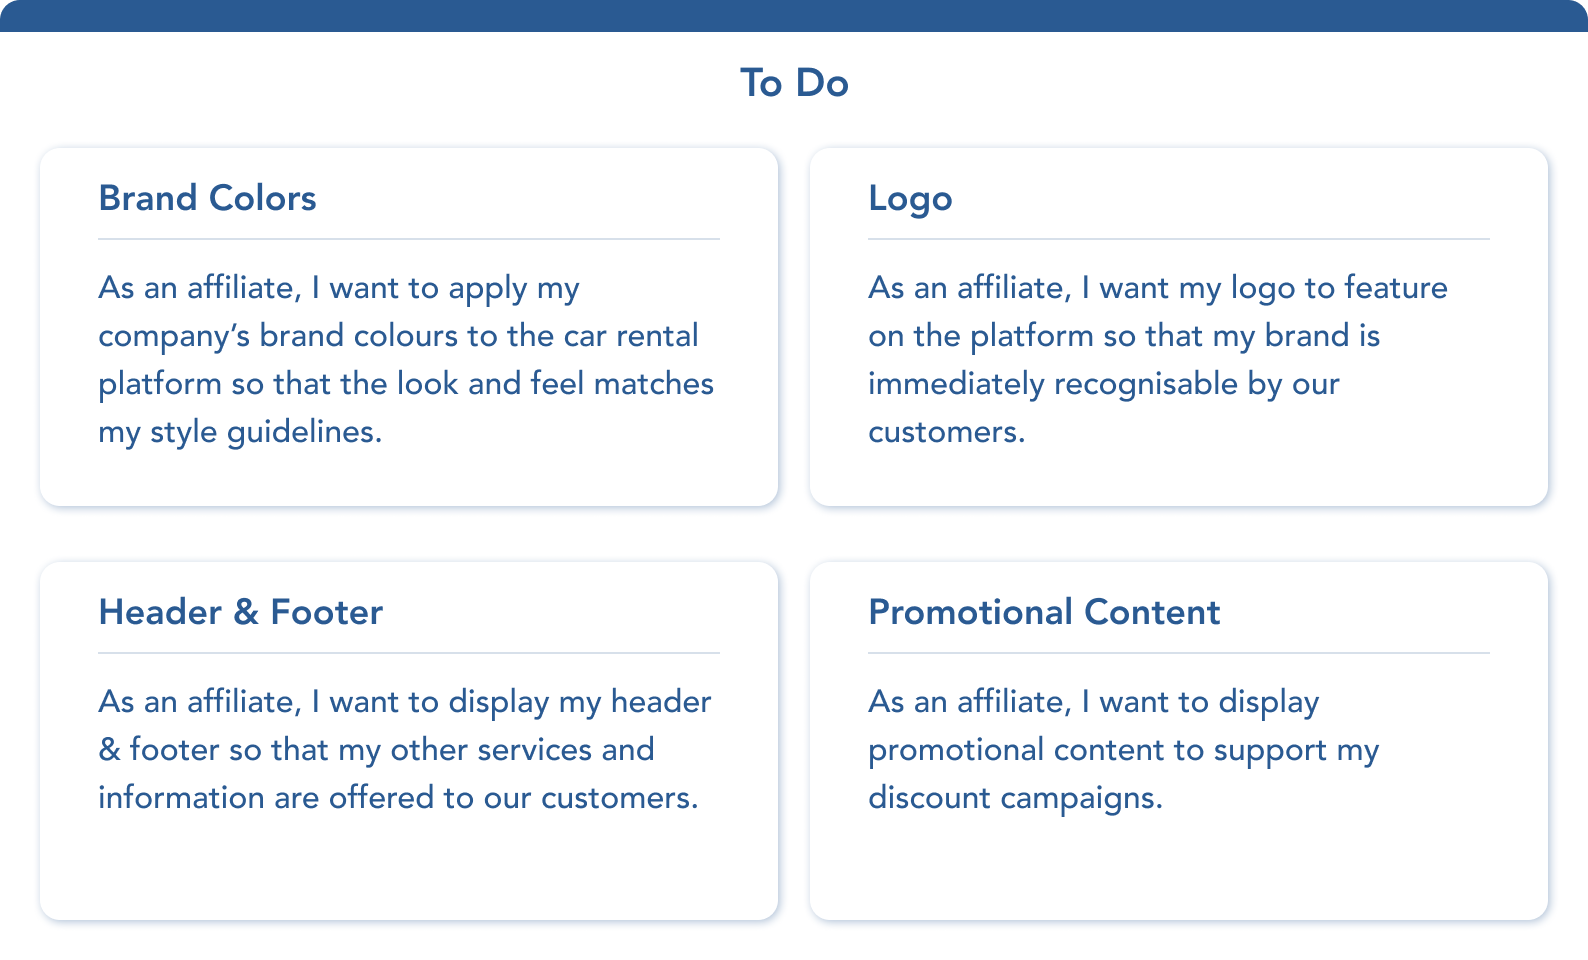 To Do
Brand Colors
As an affiliate, I want to apply my
company’s brand colours to the car rental
platform so that the look and feel matches
my style guidelines.
Logo
As an affiliate, I want my logo to feature
on the platform so that my brand is
immediately recognisable by our
customers.
Header & Footer
As an affiliate, I want to display my header
& footer so that my other services and
information are offered to our customers.
Promotional Content
As an affiliate, I want to display
promotional content to support my
discount campaigns.